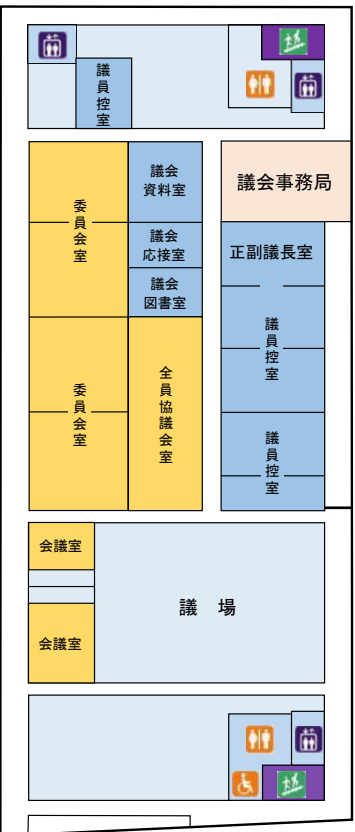 議員控室
議会
資料室
議会事務局
委員会室
議会
応接室
正副議長室
議会
図書室
議員控室
委員会室
全員協議会室
議員控室
会議室
議　場
会議室